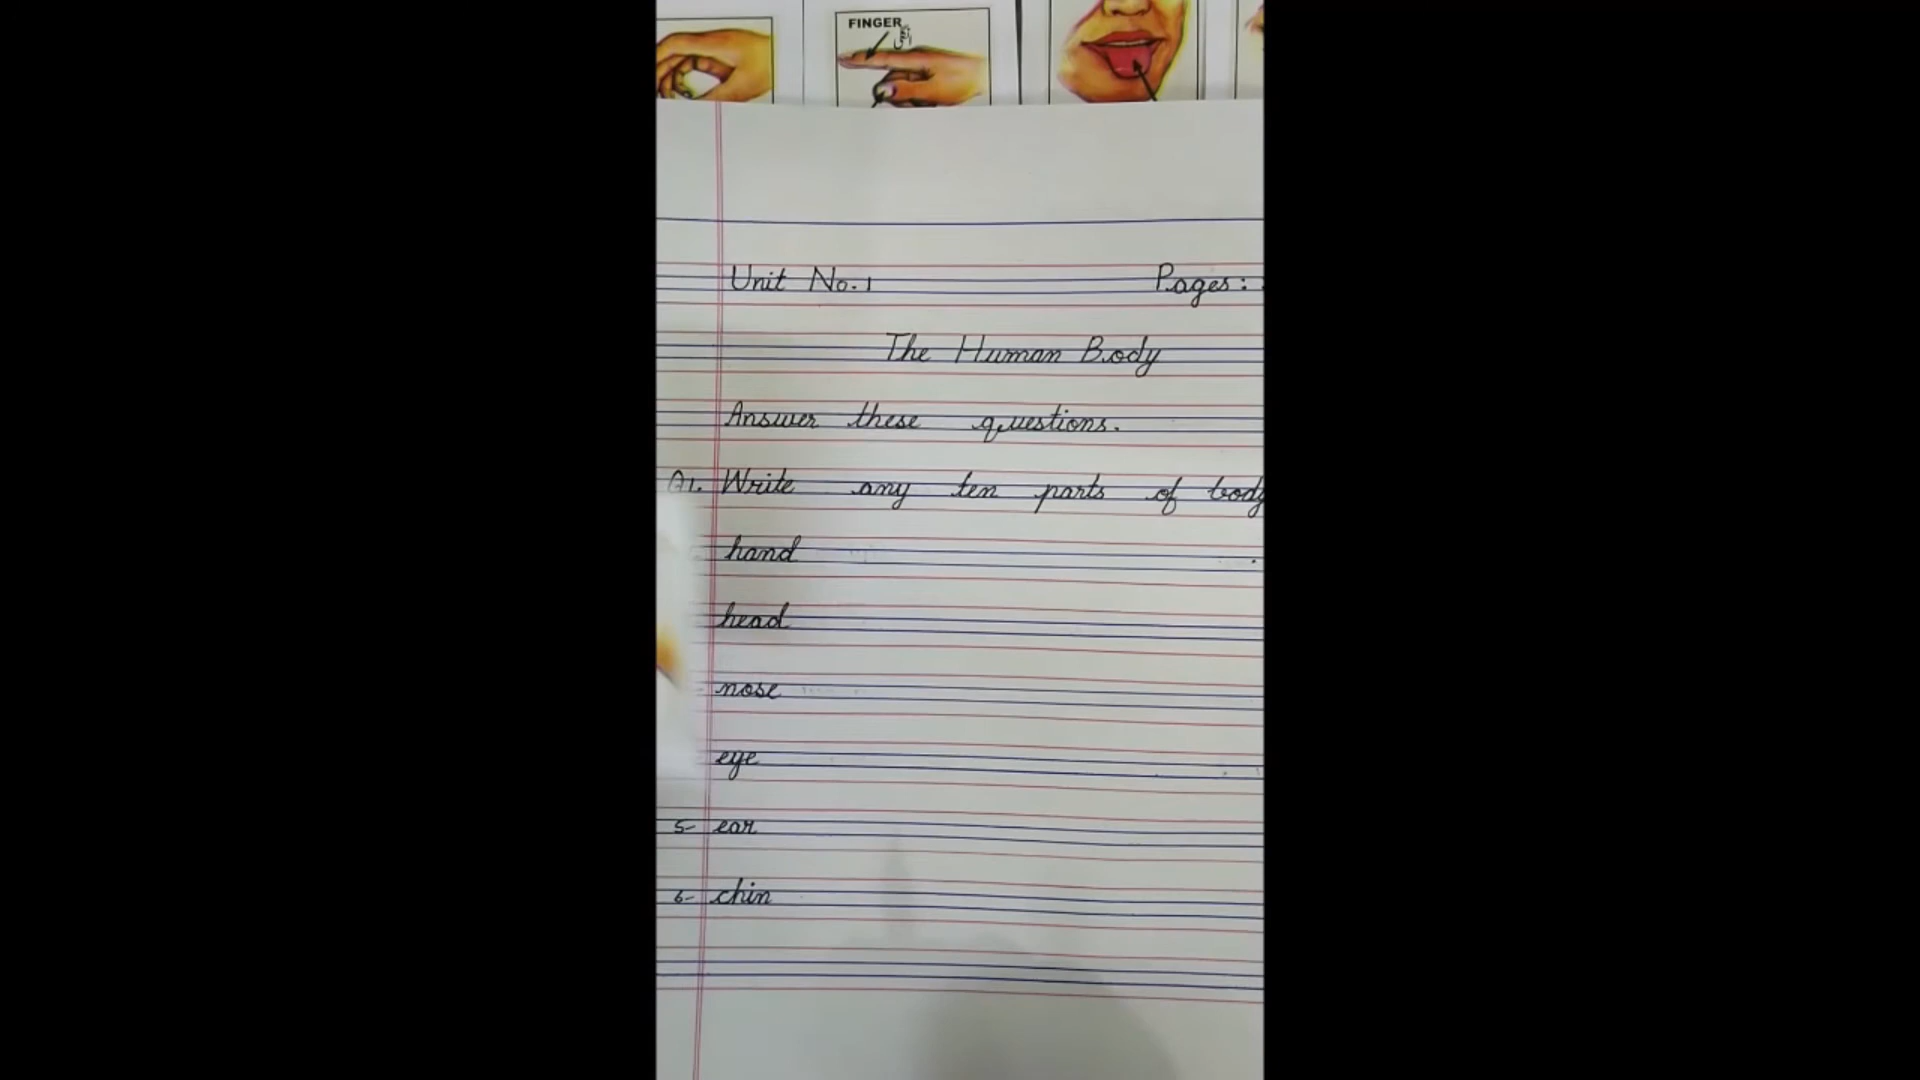 FINGER
Unit No. 1 Pages:
The Human Body
Answer these questions.
Q1. Write any ten parts of body
hand
head
nose
eye
5- ear
6- chin